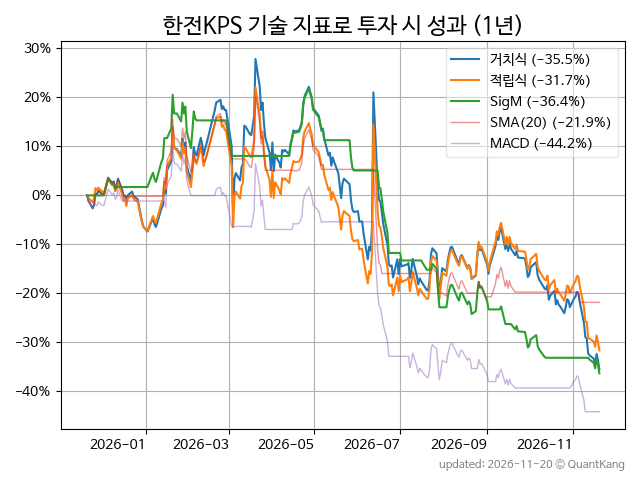 한전KPS 기술 지표로 투자 시 성과 (1년)
30%
20%
10%
0%
−10%
−20%
−30%
−40%
거치식 (−35.5%)
적립식 (−31.7%)
SigM (−36.4%)
SMA(20) (−21.9%)
MACD (−44.2%)
2026-01
2026-03
2026-05
2026-07
2026-09
2026-11
updated: 2026-11-20 © QuantKang